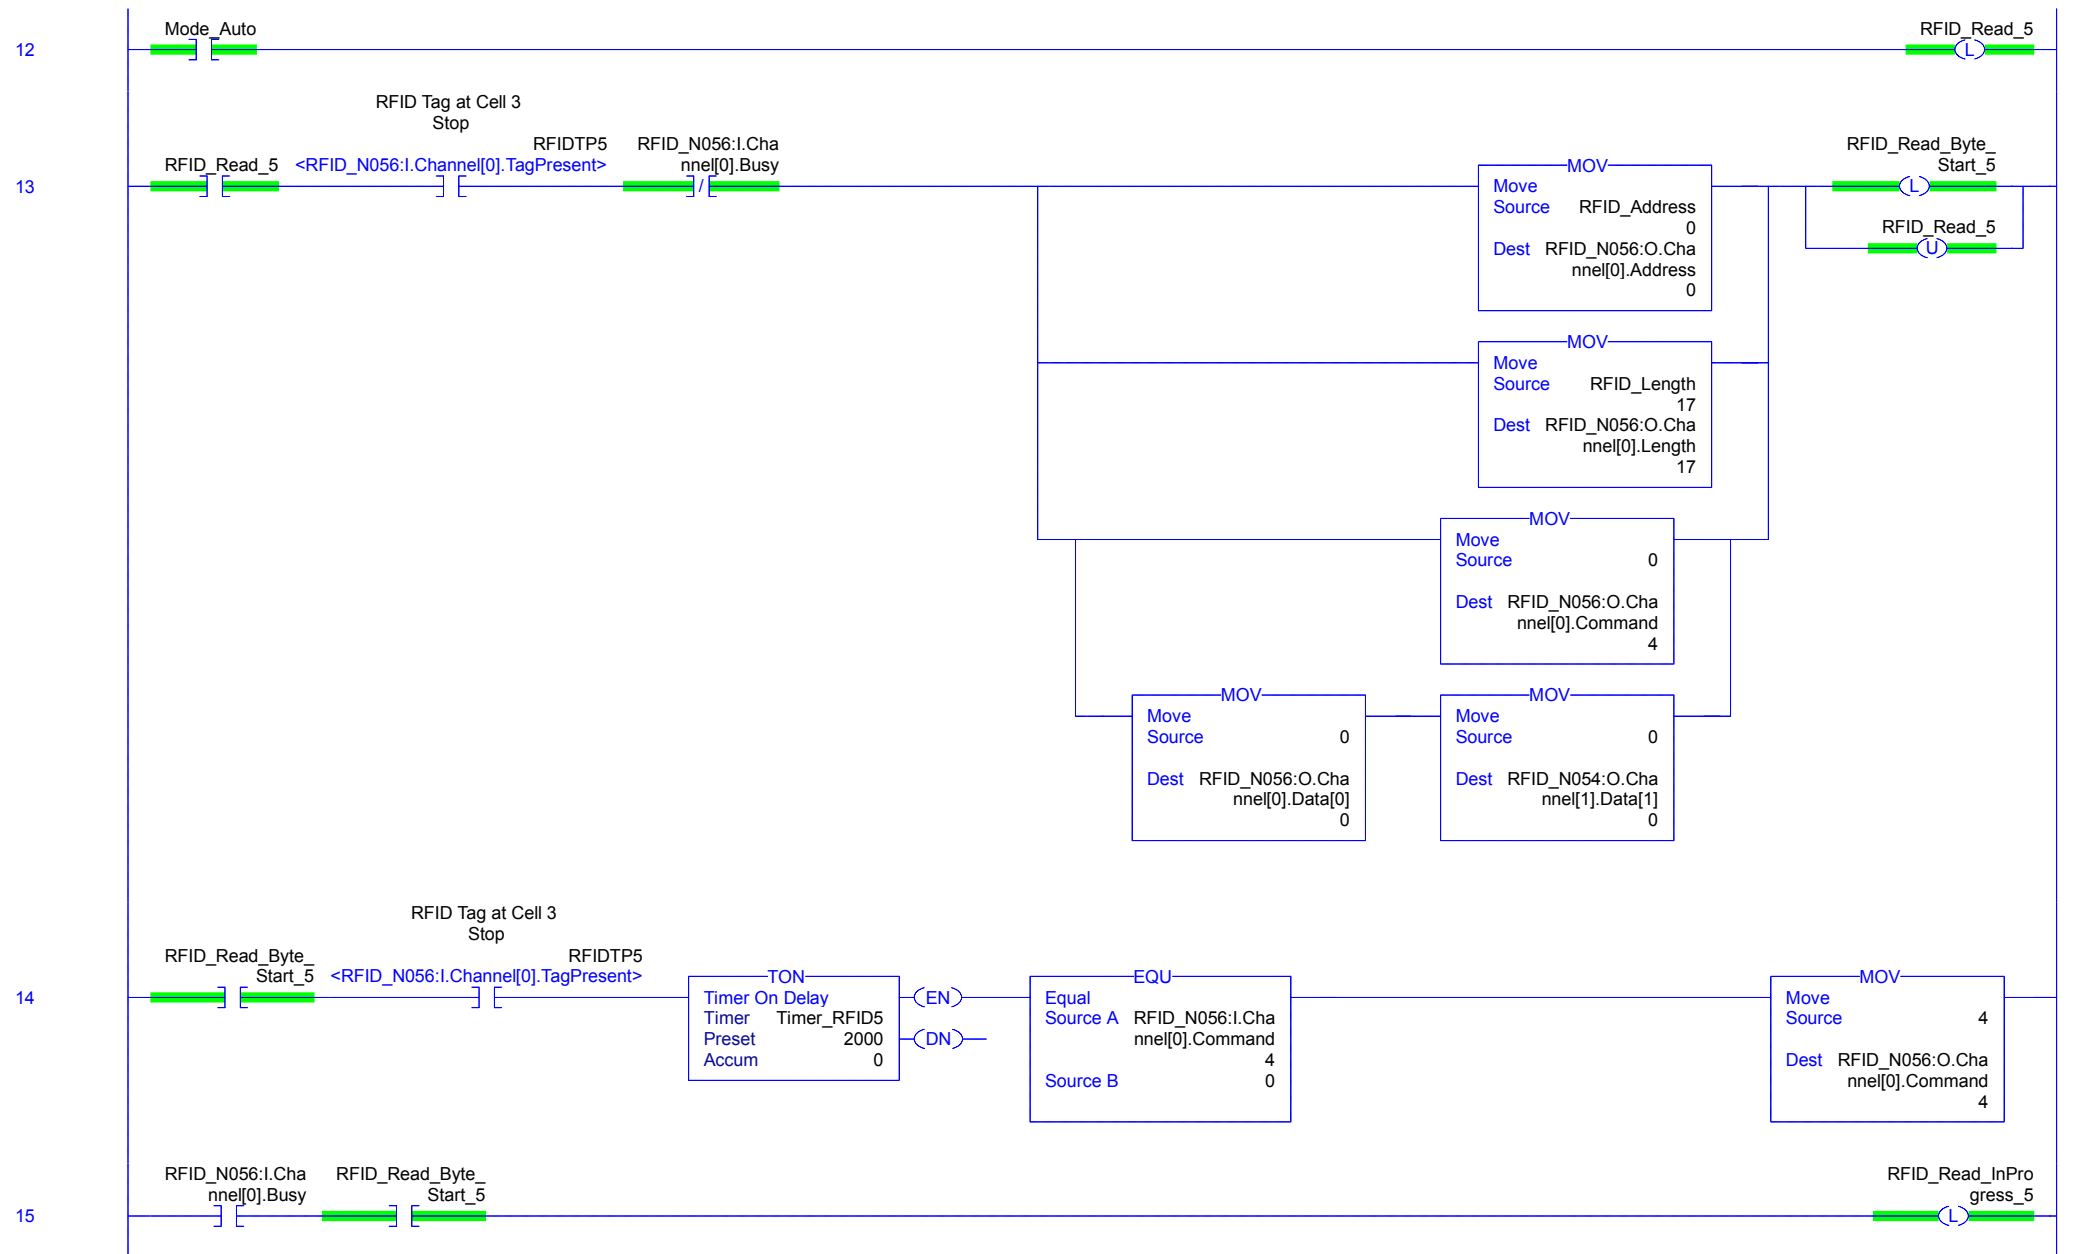 12
Mode_Auto
RFID_Read_5
L
13
RFID_Read_5
RFID Tag at Cell 3
Stop
RFIDTP5
<RFID_N056:I.Channel[0].TagPresent>
RFID_N056:I.Cha
nnel[0].Busy
/
MOV
Move
Source RFID_Address
0
Dest RFID_N056:O.Cha
nnel[0].Address
0
RFID_Read_Byte_
Start_5
L
RFID_Read_5
U
MOV
Move
Source RFID_Length
17
Dest RFID_N056:O.Cha
nnel[0].Length
17
MOV
Move
Source 0
Dest RFID_N056:O.Cha
nnel[0].Command
4
MOV
Move
Source 0
Dest RFID_N056:O.Cha
nnel[0].Data[0]
0
MOV
Move
Source 0
Dest RFID_N054:O.Cha
nnel[1].Data[1]
0
14
RFID_Read_Byte_
Start_5
RFID Tag at Cell 3
Stop
RFIDTP5
<RFID_N056:I.Channel[0].TagPresent>
TON
Timer On Delay
Timer Timer_RFID5
Preset 2000
Accum 0
EN
DN
EQU
Equal
Source A RFID_N056:I.Cha
nnel[0].Command
4
Source B 0
MOV
Move
Source 4
Dest RFID_N056:O.Cha
nnel[0].Command
4
15
RFID_N056:I.Cha
nnel[0].Busy
RFID_Read_Byte_
Start_5
RFID_Read_InPro
gress_5
L